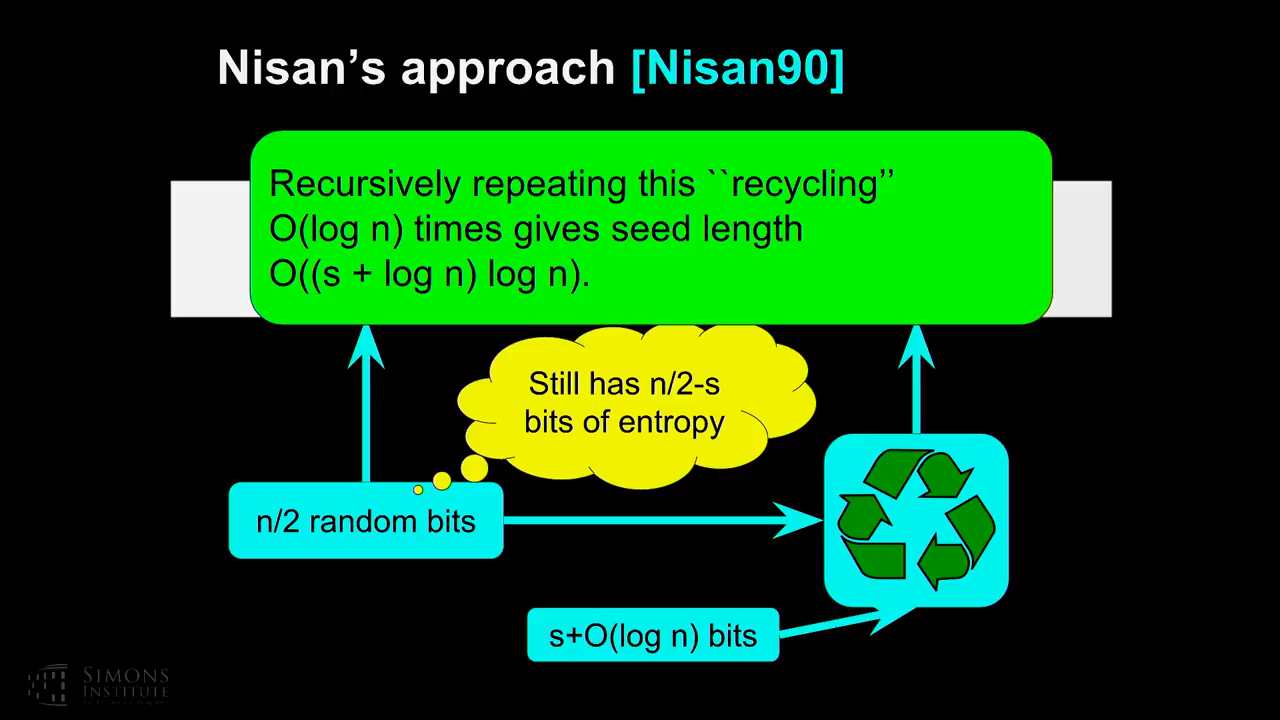 Nisan's approach [Nisan90]
Recursively repeating this ``recycling''
O(log n) times gives seed length
O((s + log n) log n).
Still has n/2-s
bits of entropy
n/2 random bits
s+O(log n) bits
SIMONS
INSTITUTE